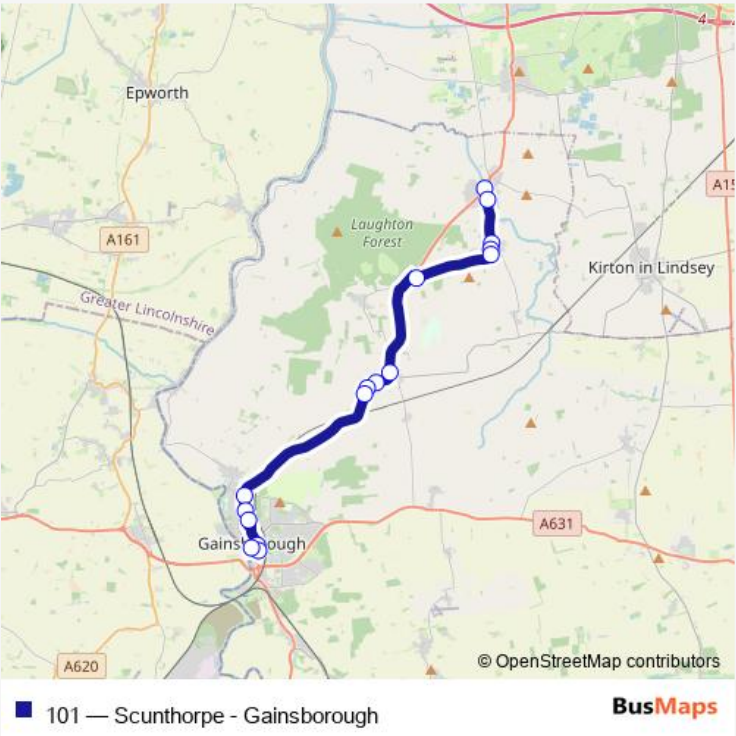 4
Epworth
A15
Laughton
Forest
A161
Kirton in Lindsey
Greater Lincolnshire
A631
Gainsborough
A620
© OpenStreetMap contributors
101 — Scunthorpe - Gainsborough
BusMaps